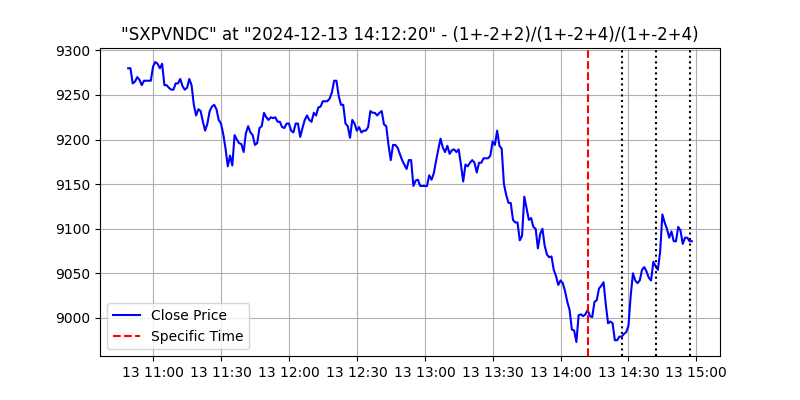 "SXPVNDC" at "2024-12-13 14:12:20" - (1+-2+2)/(1+-2+4)/(1+-2+4)
9300
9250
9200
9150
9100
9050
9000
Close Price
Specific Time
13 11:00 13 11:30 13 12:00 13 12:30 13 13:00 13 13:30 13 14:00 13 14:30 13 15:00